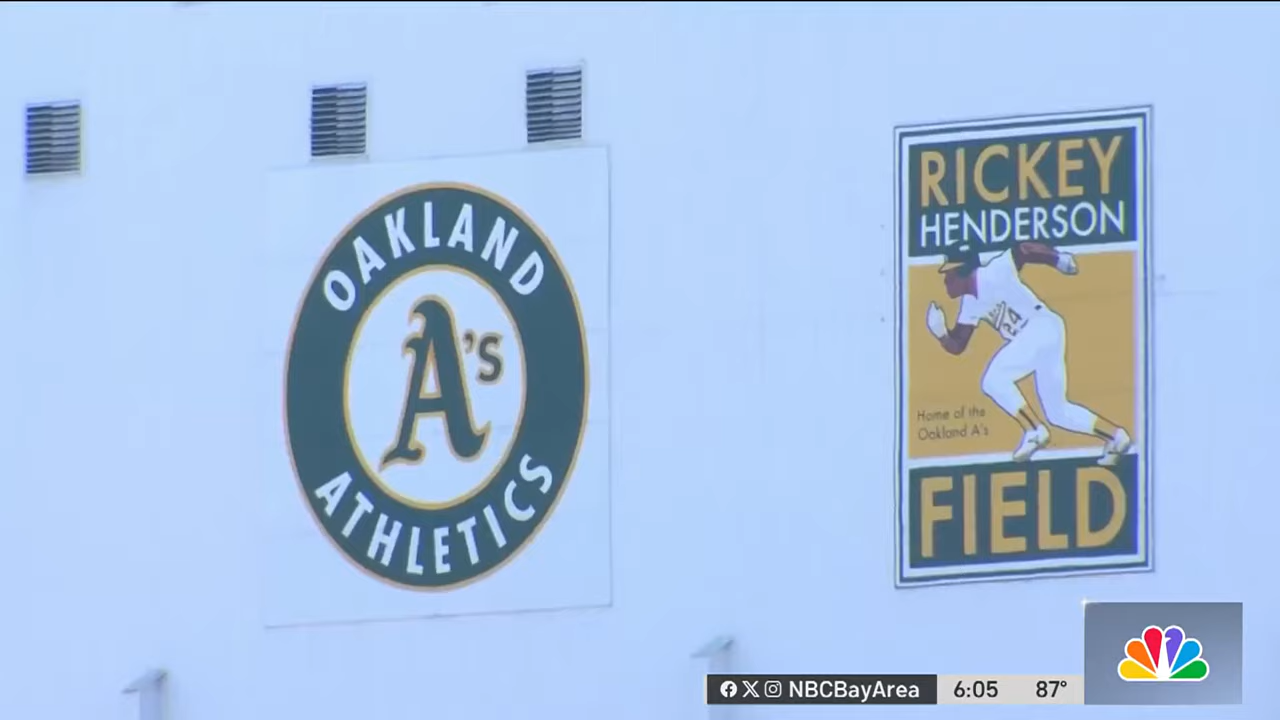 OAKLAND
A's
ATHLETICS
RICKEY
HENDERSON
24
Home of the
Oakland A's
FIELD
NBCBayArea
6:05
87°